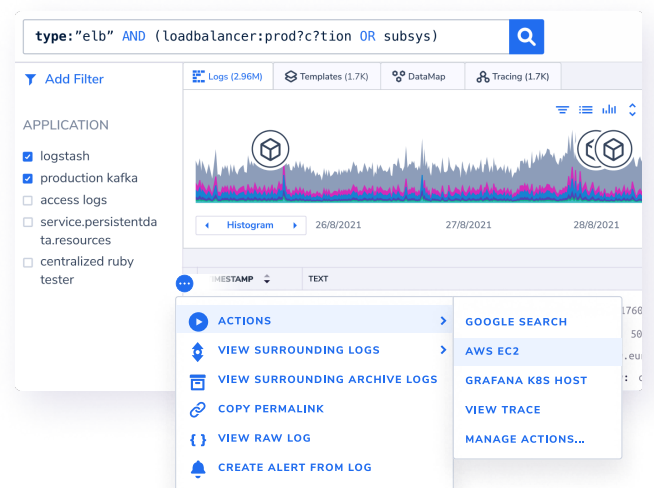 type:”elb” AND (loadbalancer:prod?c?tion OR subsys)
Add Filter
Logs (2.96M)
Templates (1.7K)
DataMap
Tracing (1.7K)
APPLICATION
logstash
production kafka
access logs
service.persistentda
ta.resources
centralized ruby
tester
Histogram
26/8/2021
27/8/2021
28/8/2021
TEXT
ACTIONS
VIEW SURROUNDING LOGS
VIEW SURROUNDING ARCHIVE LOGS
COPY PERMALINK
{ } VIEW RAW LOG
CREATE ALERT FROM LOG
GOOGLE SEARCH
AWS EC2
GRAFANA K8S HOST
VIEW TRACE
MANAGE ACTIONS...